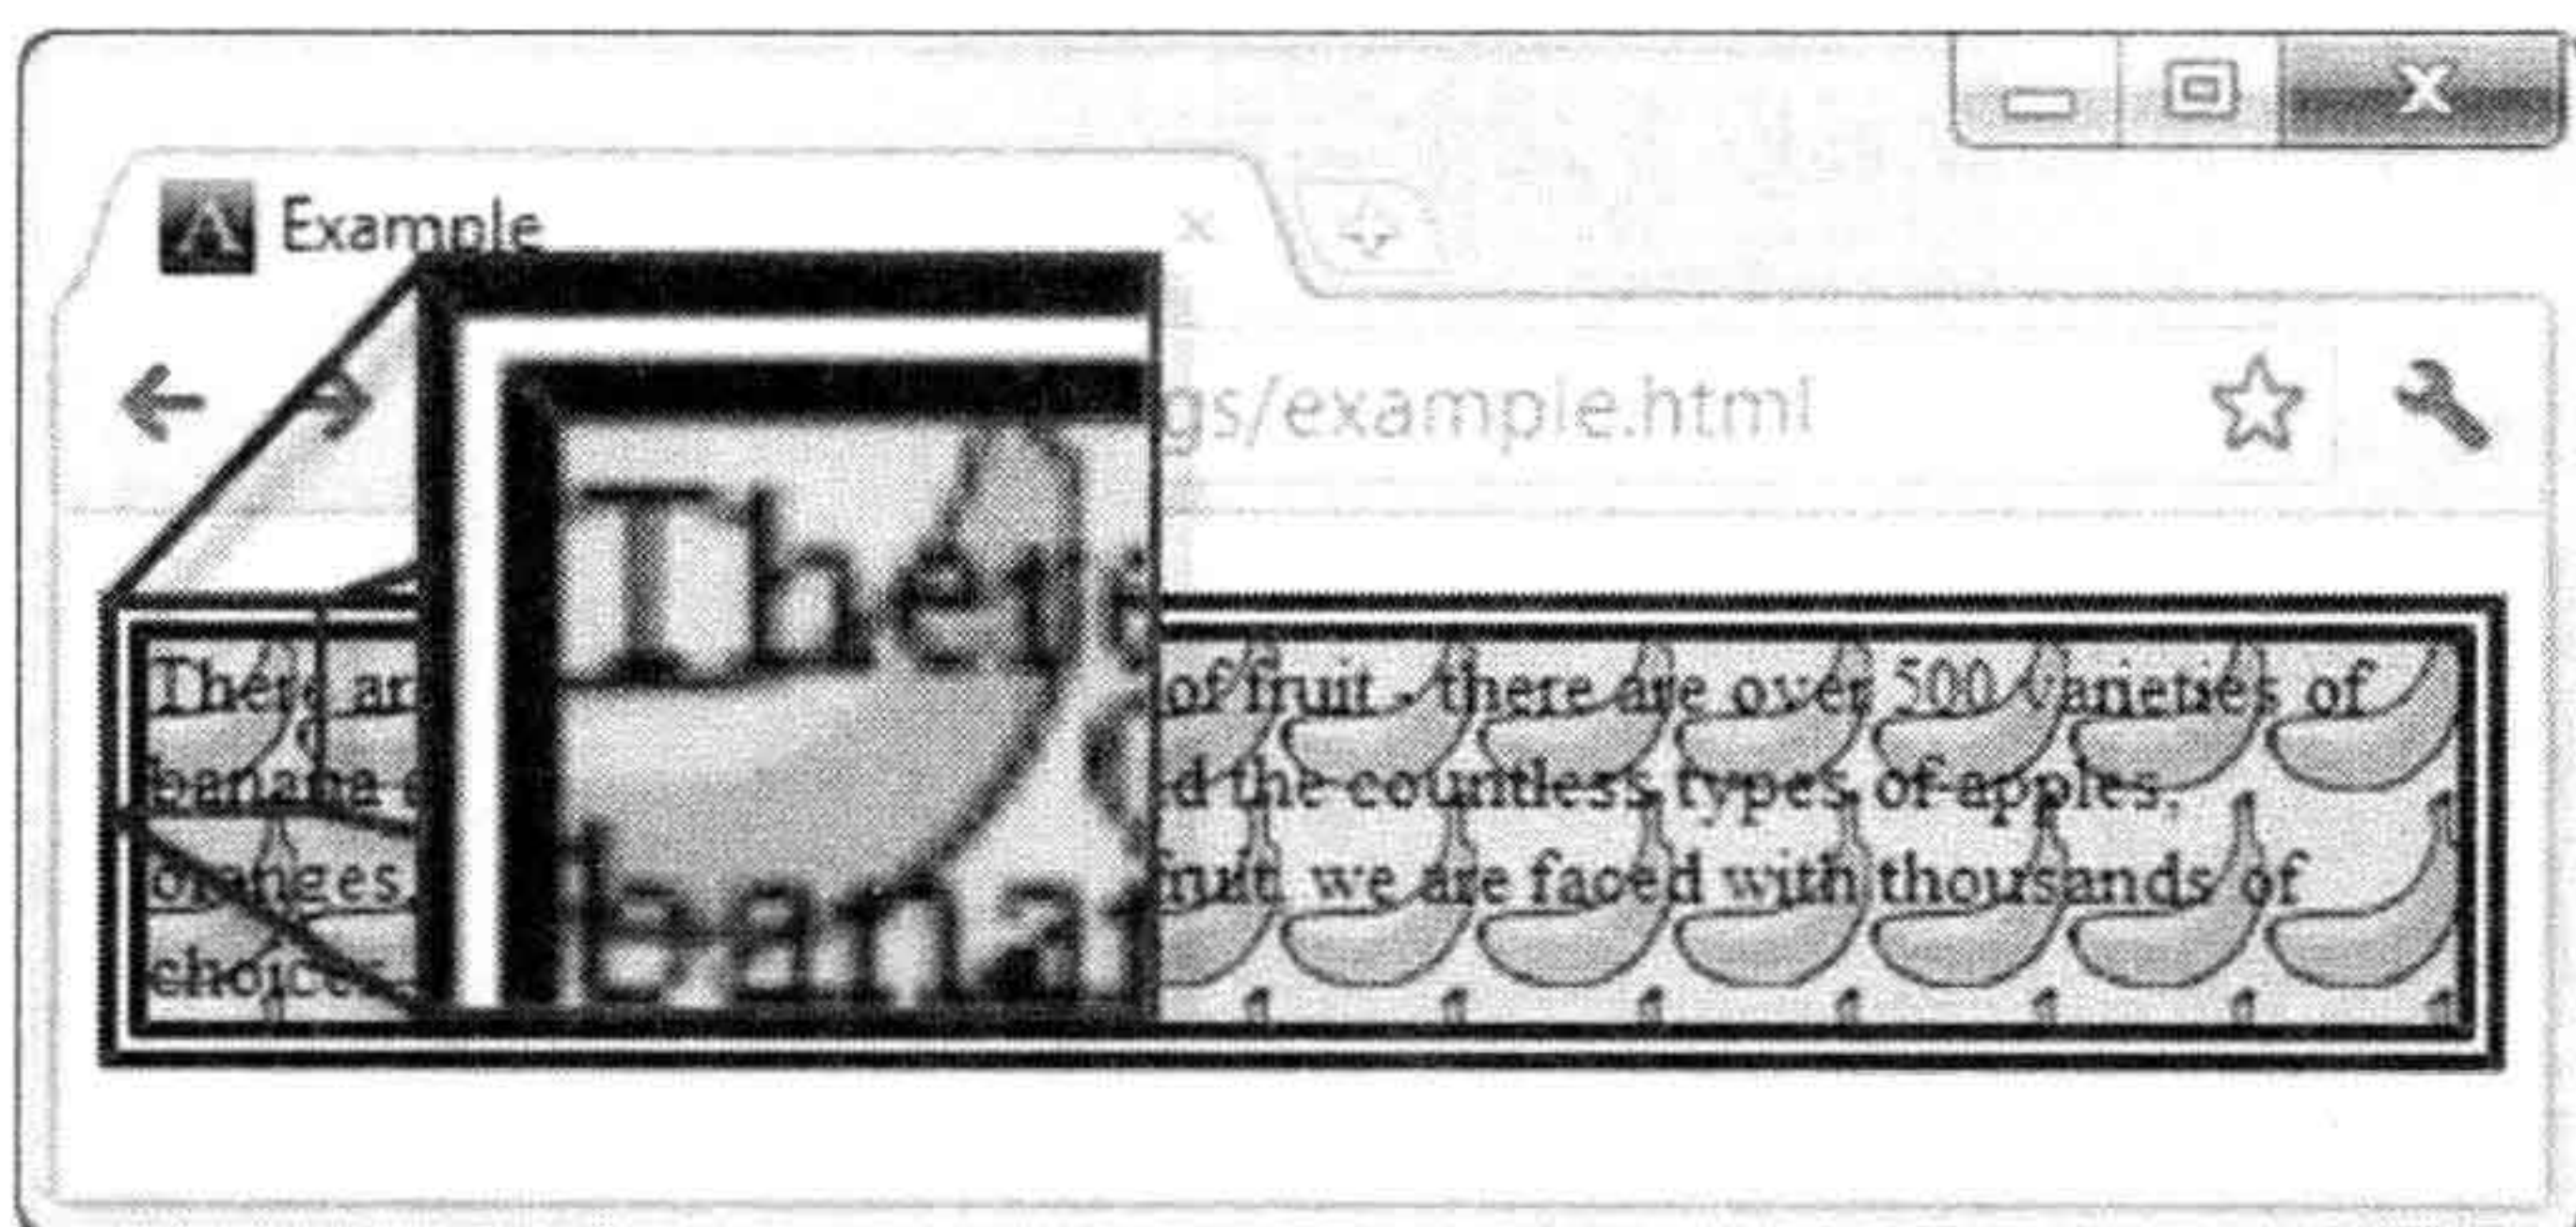 Example
gs/example.html
There
banan
There ar of fruit - there are over 500 varieties of
banana d the countless types of apples,
oranges, fruit, we are faced with thousands of
choices